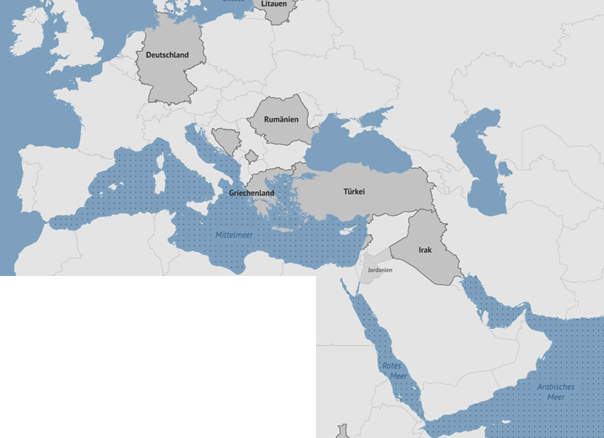 Litauen
Deutschland
Rumänien
Griechenland
Türkei
Mittelmeer
Irak
Jordanien
Rotes
Meer
Arabisches
Meer